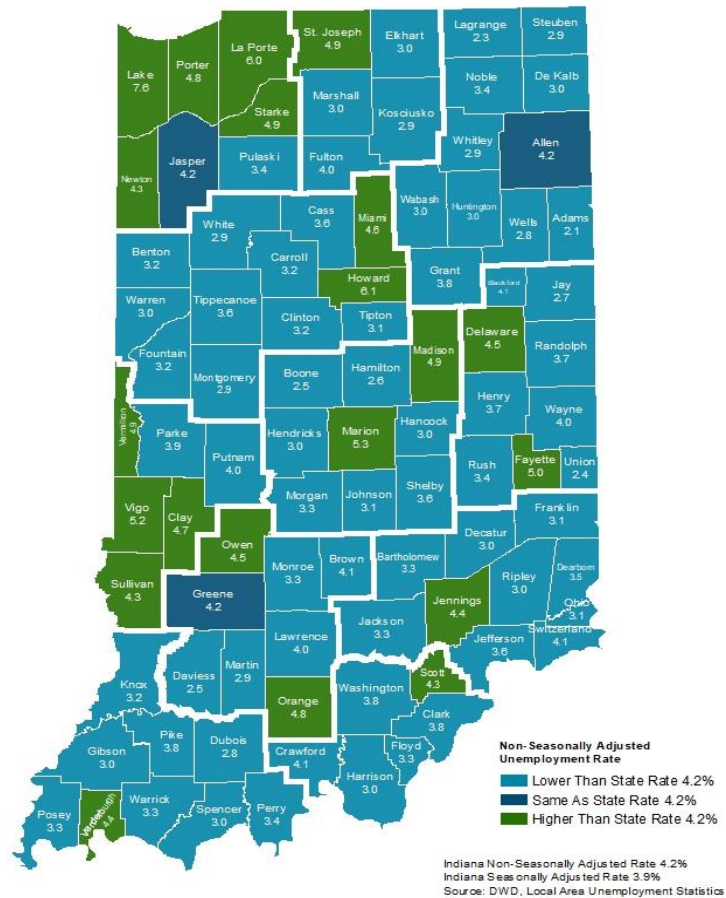 St. Joseph
4.9
Elkhart
3.0
Lagrange
2.3
Steuben
2.9
La Porte
6.0
Porter
4.8
Lake
7.6
Noble
3.4
De Kalb
3.0
Marshall
3.0
Kosciusko
2.9
Starke
4.9
Whitley
2.9
Allen
4.2
Newton
4.3
Jasper
4.2
Pulaski
3.4
Fulton
4.0
Wabash
3.0
Huntington
3.0
Wells
2.8
Adams
2.1
White
2.9
Cass
3.6
Miami
4.6
Benton
3.2
Carroll
3.2
Howard
6.1
Grant
3.8
Blackford
4.1
Jay
2.7
Warren
3.0
Tippecanoe
3.6
Clinton
3.2
Tipton
3.1
Madison
4.9
Delaware
4.5
Randolph
3.7
Fountain
3.2
Montgomery
2.9
Boone
2.5
Hamilton
2.6
Henry
3.7
Wayne
4.0
Vermillion
4.9
Parke
3.9
Putnam
4.0
Hendricks
3.0
Marion
5.3
Hancock
3.0
Rush
3.4
Fayette
5.0
Union
2.4
Vigo
5.2
Clay
4.7
Morgan
3.3
Johnson
3.1
Shelby
3.6
Franklin
3.1
Owen
4.5
Decatur
3.0
Sullivan
4.3
Greene
4.2
Monroe
3.3
Brown
4.1
Bartholomew
3.3
Jennings
4.4
Ripley
3.0
Dearborn
3.5
Ohio
3.1
Switzerland
4.1
Jackson
3.3
Jefferson
3.6
Lawrence
4.0
Knox
3.2
Daviess
2.5
Martin
2.9
Orange
4.8
Washington
3.8
Scott
4.3
Clark
3.8
Floyd
3.3
Harrison
3.0
Crawford
4.1
Gibson
3.0
Pike
3.8
Dubois
2.8
Posey
3.3
Vanderburgh
4.4
Warrick
3.3
Spencer
3.0
Perry
3.4
Non-Seasonally Adjusted
Unemployment Rate
Lower Than State Rate 4.2%
Same As State Rate 4.2%
Higher Than State Rate 4.2%
Indiana Non-Seasonally Adjusted Rate 4.2%
Indiana Seasonally Adjusted Rate 3.9%
Source: DWD, Local Area Unemployment Statistics